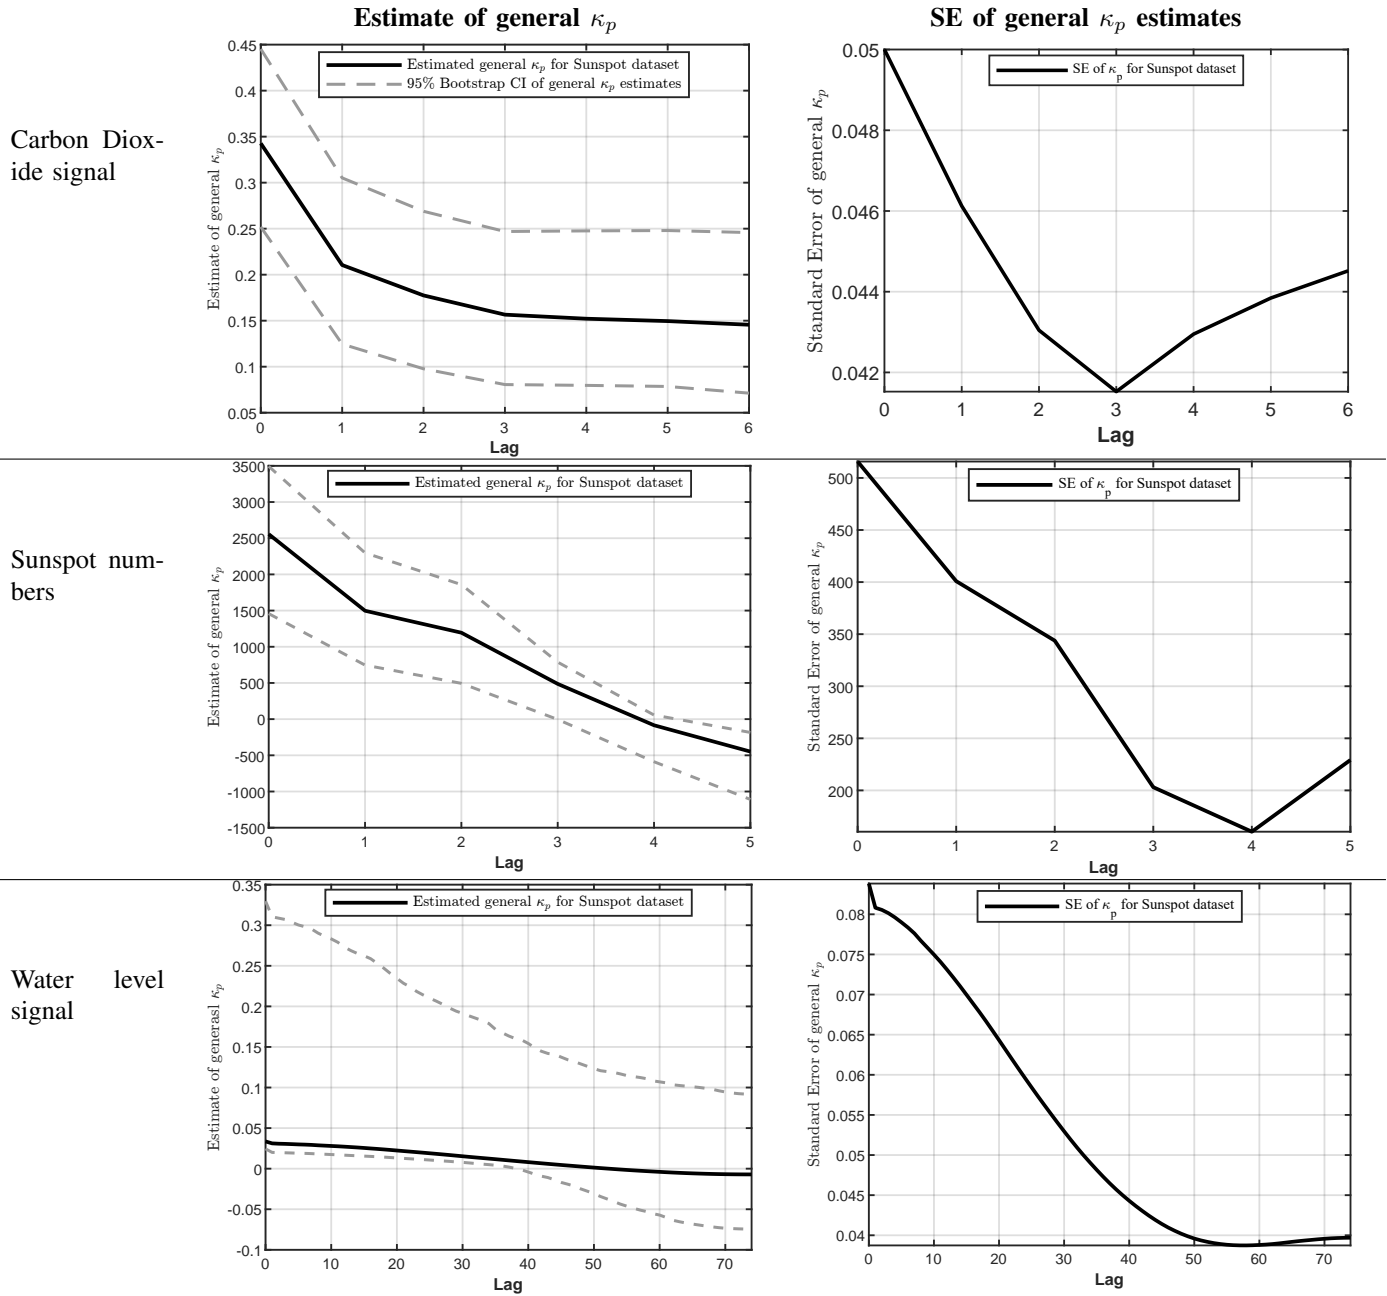 Estimate of general κp
SE of general κp estimates
Carbon Diox-
ide signal
Estimate of general κp
0.45
0.4
0.35
0.3
0.25
0.2
0.15
0.1
0.05
Estimated general κp for Sunspot dataset
95% Bootstrap CI of general κp estimates
0 1 2 3 4 5 6
Lag
Standard Error of general κp
0.05
0.048
0.046
0.044
0.042
SE of κp for Sunspot dataset
0 1 2 3 4 5 6
Lag
Sunspot num-
bers
Estimate of general κp
3500
3000
2500
2000
1500
1000
500
0
-500
-1000
-1500
Estimated general κp for Sunspot dataset
0 1 2 3 4 5
Lag
Standard Error of general κp
500
450
400
350
300
250
200
SE of κp for Sunspot dataset
0 1 2 3 4 5
Lag
Water level
signal
Estimate of generasl κp
0.35
0.3
0.25
0.2
0.15
0.1
0.05
0
-0.05
-0.1
Estimated general κp for Sunspot dataset
0 10 20 30 40 50 60 70
Lag
Standard Error of general κp
0.08
0.075
0.07
0.065
0.06
0.055
0.05
0.045
0.04
SE of κp for Sunspot dataset
0 10 20 30 40 50 60 70
Lag